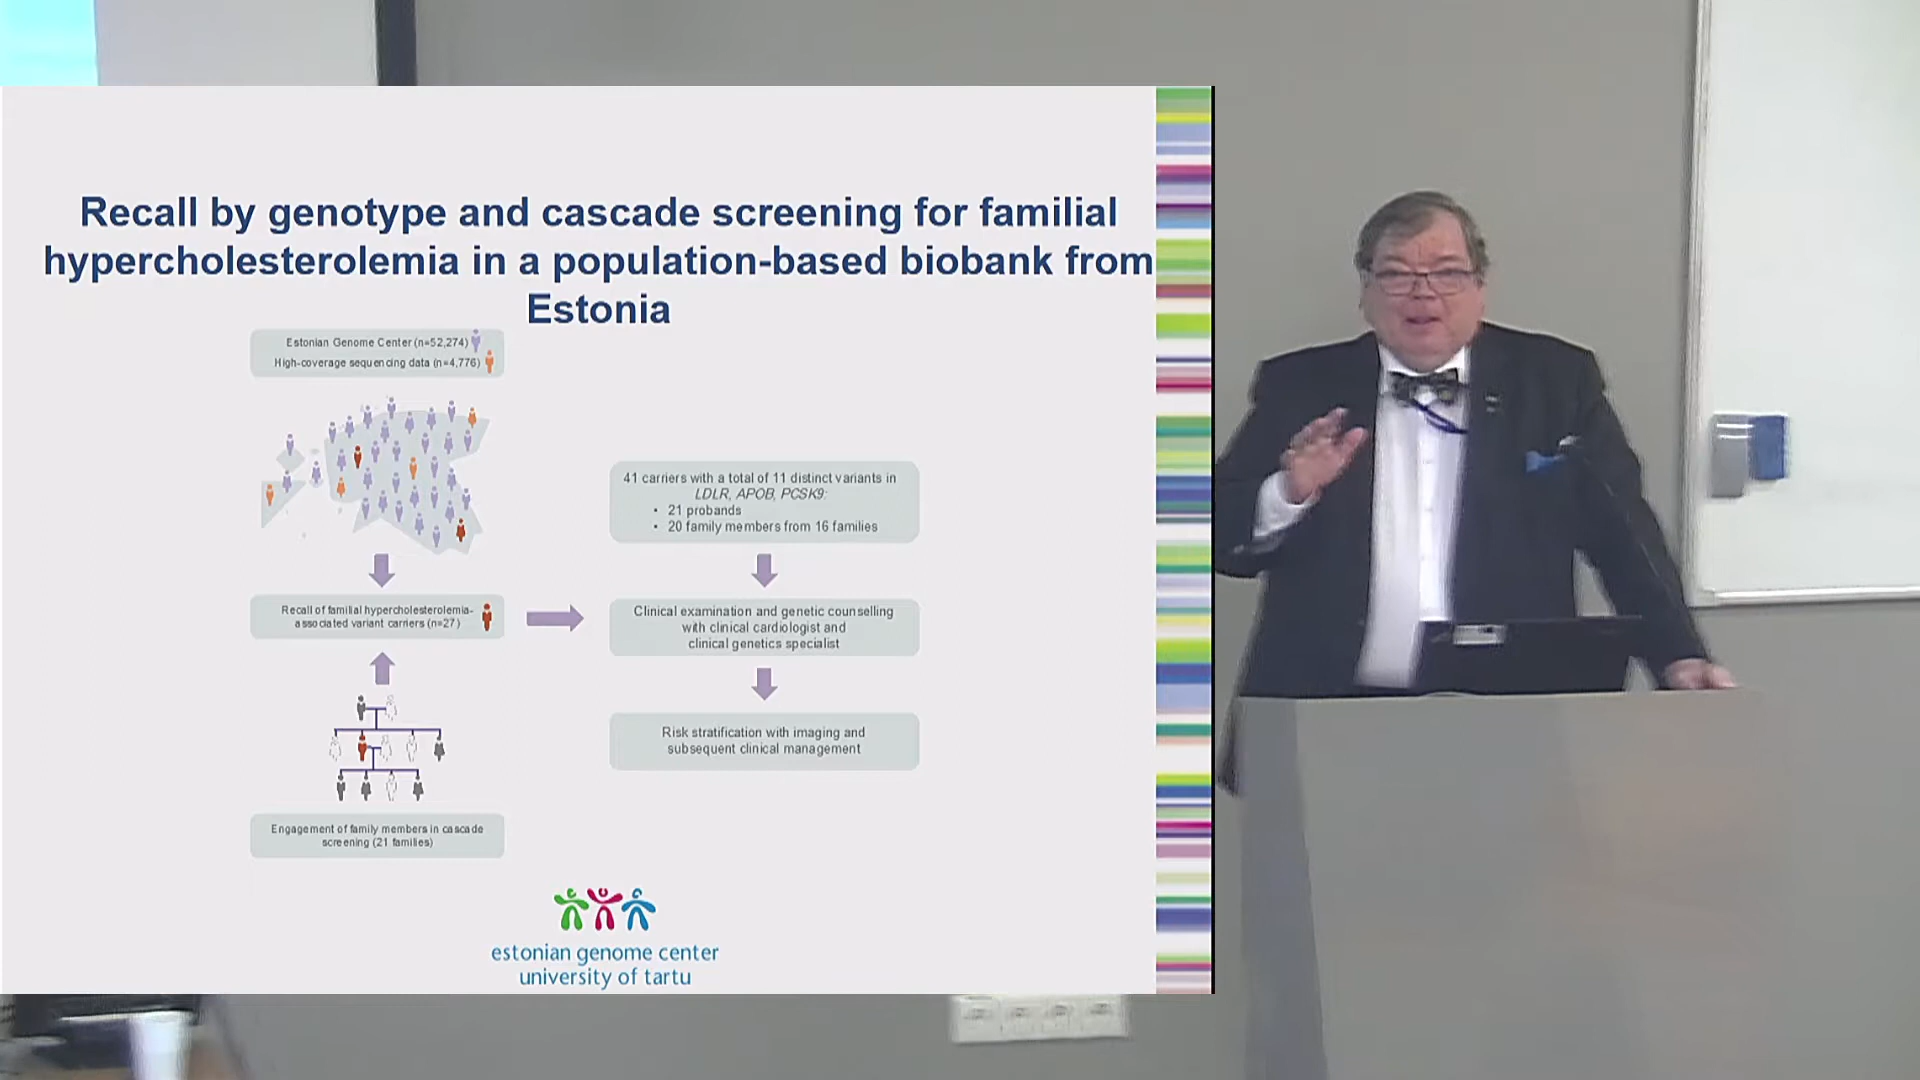 Recall by genotype and cascade screening for familial
hypercholesterolemia in a population-based biobank from
Estonia
Estonian Genome Center (n=52,274)
High-coverage sequencing data (n=4,776)
Recall of familial hypercholesterolemia-
associated variant carriers (n=27)
Engagement of family members in cascade
screening (21 families)
41 carriers with a total of 11 distinct variants in
LDLR, APOB, PCSK9:
• 21 probands
• 20 family members from 16 families
Clinical examination and genetic counselling
with clinical cardiologist and
clinical genetics specialist
Risk stratification with imaging and
subsequent clinical management
estonian genome center
university of tartu